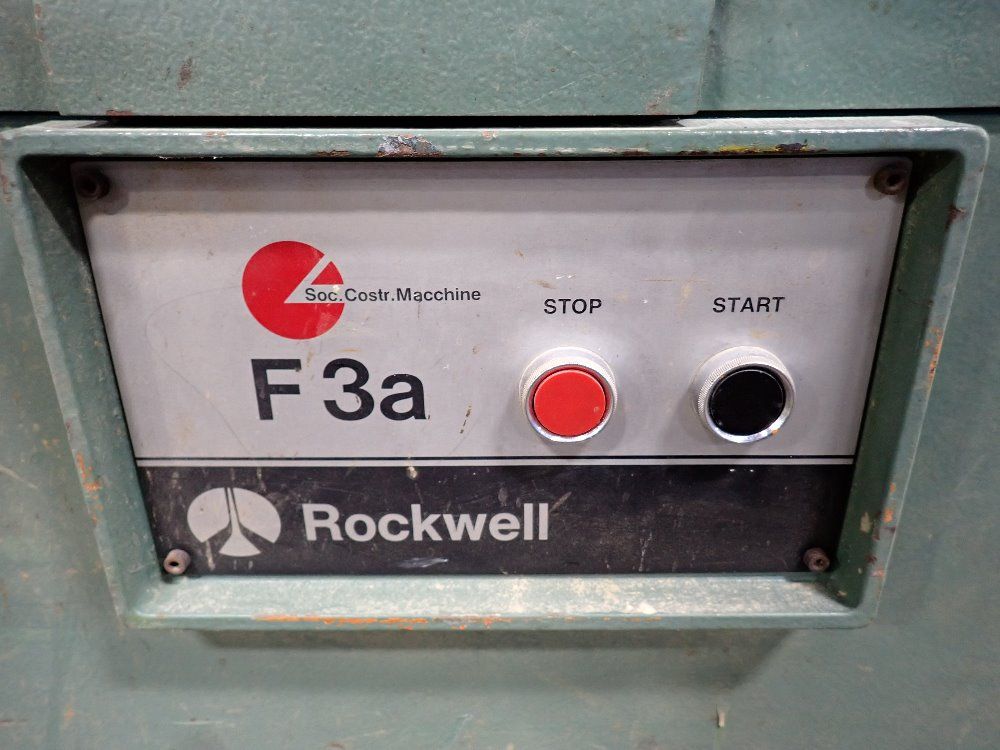 Soc.Costr.Macchine
STOP
START
F 3a
Rockwell